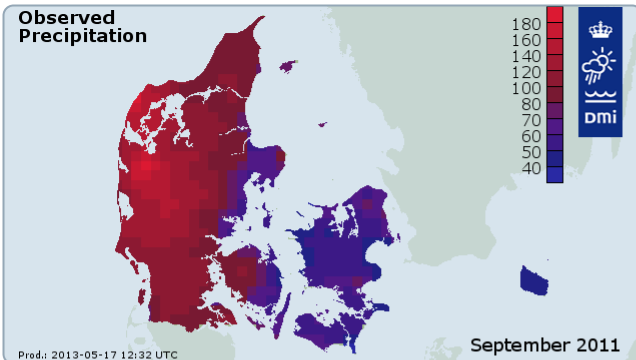 Observed
Precipitation
180
160
140
120
100
80
70
60
50
40
DMI
Prod.: 2013-05-17 12:32 UTC
September 2011